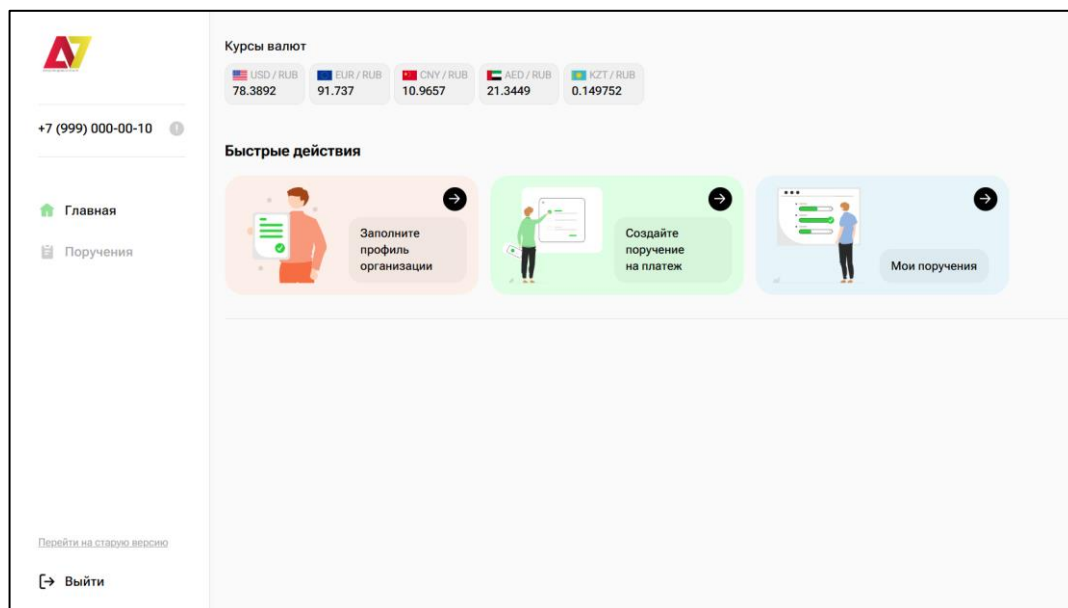 A7
Курсы валют
USD / RUB
78.3892
EUR / RUB
91.737
CNY / RUB
10.9657
AED / RUB
21.3449
KZT / RUB
0.149752
+7 (999) 000-00-10
Главная
Поручения
Быстрые действия
Заполните
профиль
организации
Создайте
поручение
на платеж
Мои поручения
Перейти на старую версию
Выйти